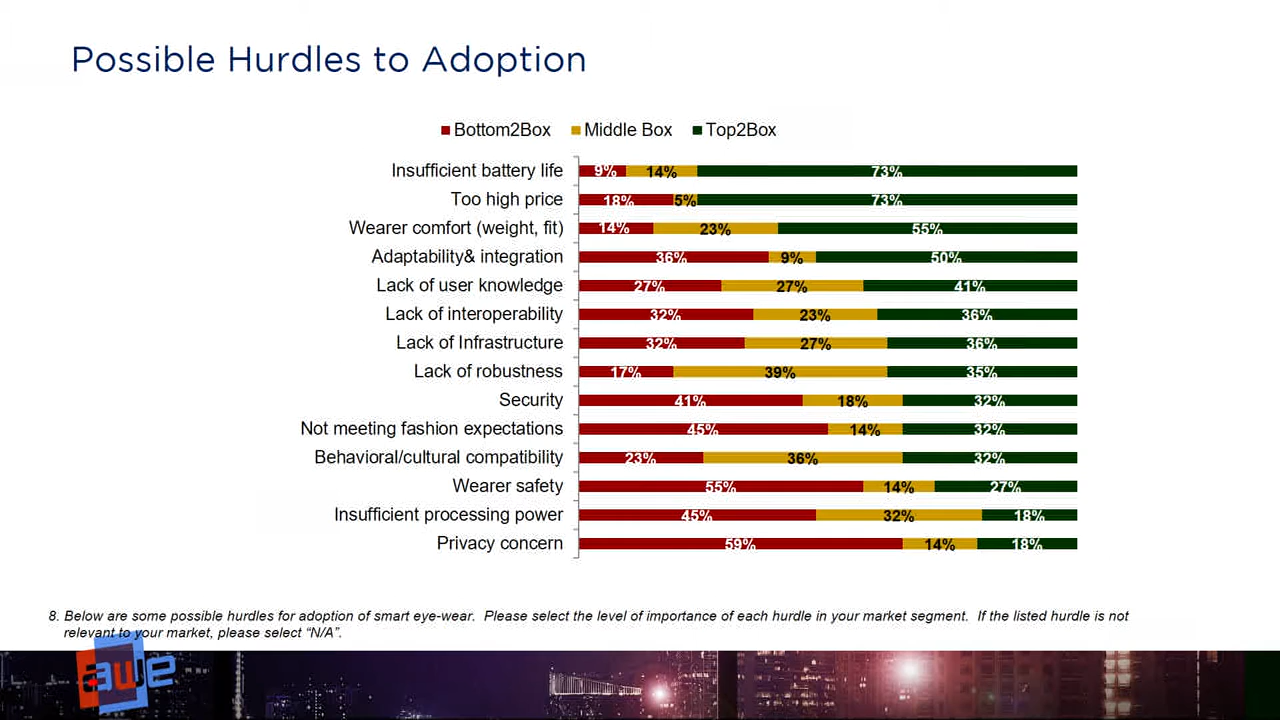 Possible Hurdles to Adoption
Bottom2Box Middle Box Top2Box
Insufficient battery life 9% 14% 73%
Too high price 18% 5% 73%
Wearer comfort (weight, fit) 14% 23% 55%
Adaptability& integration 36% 9% 50%
Lack of user knowledge 27% 27% 41%
Lack of interoperability 32% 23% 36%
Lack of Infrastructure 32% 27% 36%
Lack of robustness 17% 39% 35%
Security 41% 18% 32%
Not meeting fashion expectations 45% 14% 32%
Behavioral/cultural compatibility 23% 36% 32%
Wearer safety 55% 14% 27%
Insufficient processing power 45% 32% 18%
Privacy concern 59% 14% 18%
8. Below are some possible hurdles for adoption of smart eye-wear. Please select the level of importance of each hurdle in your market segment. If the listed hurdle is not
relevant to your market, please select “N/A”.
awe